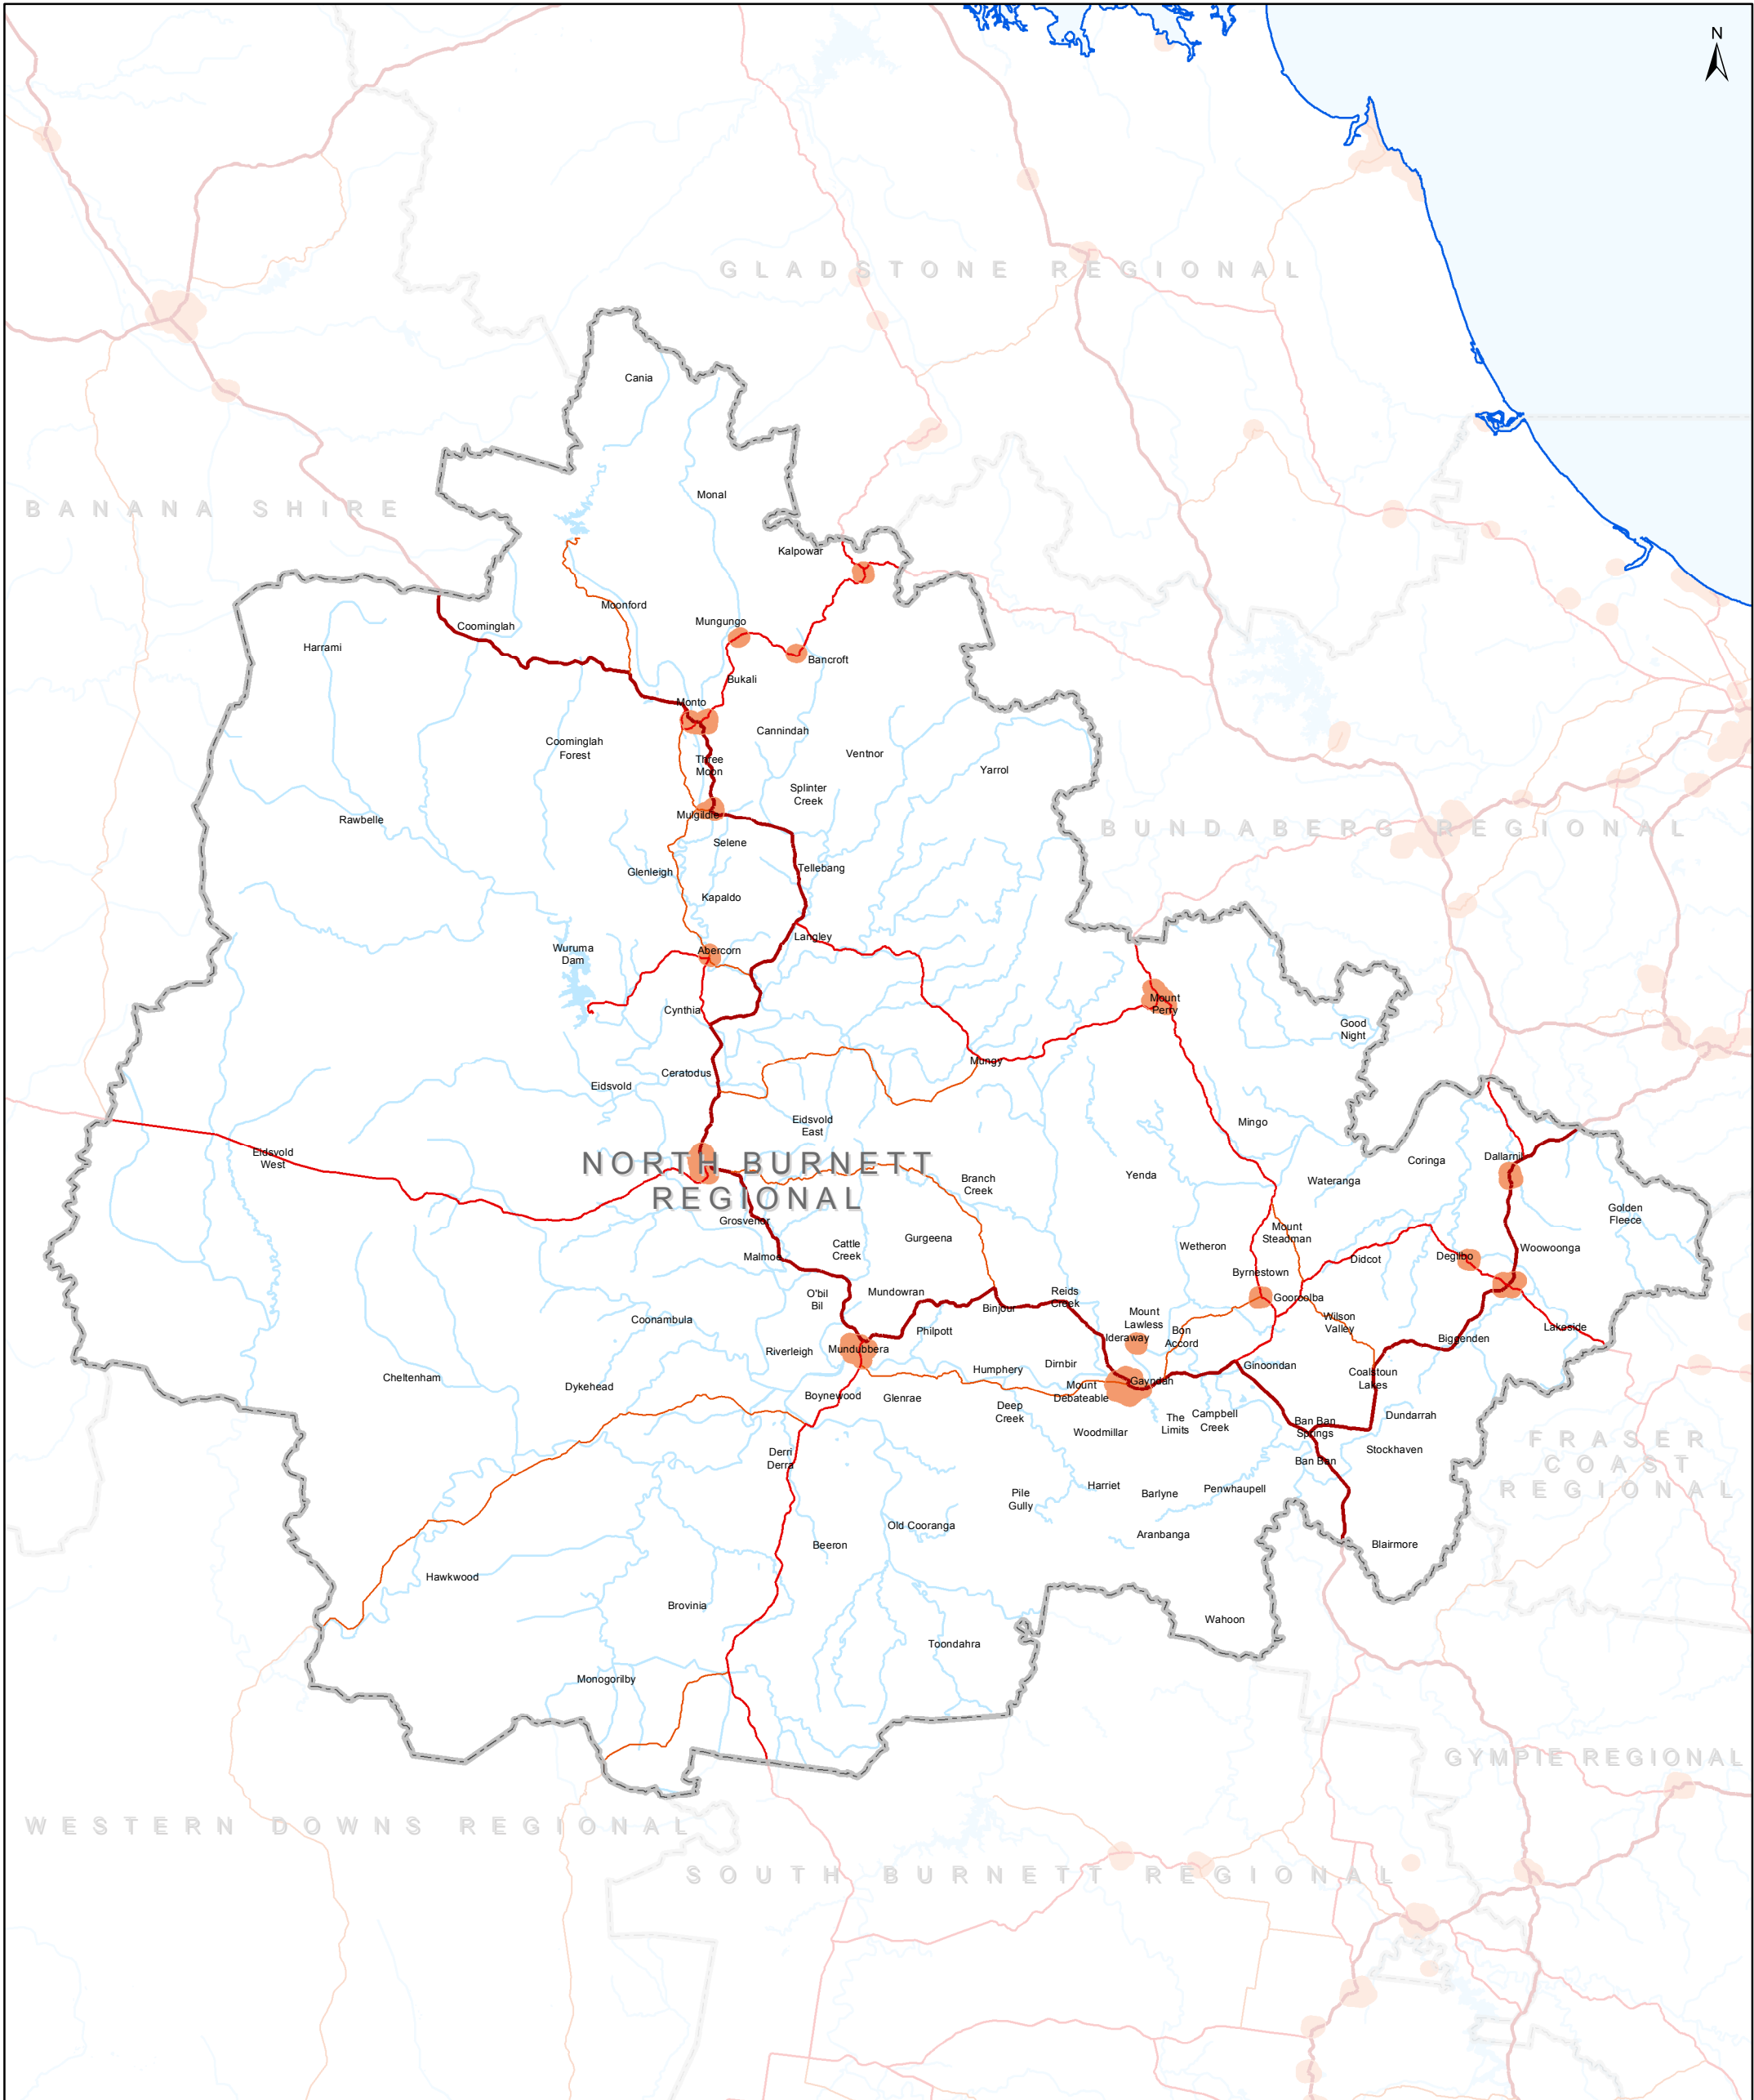 N
GLADSTONE REGIONAL
Cania
BANANA SHIRE
Monal
Kalpowar
Moonford
Mungungo
Coominglah
Harrami
Bancroft
Bukali
Monto
Cannindah
Coominglah
Forest
Ventnor
Three
Moon
Yarrol
Splinter
Creek
Mulgildie
Rawbelle
BUNDABERG REGIONAL
Selene
Tellebang
Glenleigh
Kapaldo
Langley
Wuruma
Dam
Abercorn
Mount
Perry
Cynthia
Good
Night
Mungy
Ceratodus
Eidsvold
Eidsvold
East
Mingo
Eidsvold
West
NORTH BURNETT
REGIONAL
Coringa
Dallarnil
Branch
Creek
Yenda
Wateranga
Golden
Fleece
Grosvenor
Mount
Steadman
Gurgeena
Cattle
Creek
Wetheron
Woowoonga
Malmoe
Didcot
Degilbo
Byrnestown
O'bil
Bil
Mundowran
Reids
Creek
Gooroolba
Binjour
Mount
Lawless
Coonambula
Wilson
Valley
Philpott
Lakeside
Ideraway
Bon
Accord
Biggenden
Riverleigh
Mundubbera
Humphery
Dirnbir
Ginoondan
Cheltenham
Coalstoun
Lakes
Dykehead
Gayndah
Mount
Debateable
Boynewood
Glenrae
Deep
Creek
The
Limits
Campbell
Creek
Dundarrah
Woodmillar
Ban Ban
Springs
FRASER
COAST
REGIONAL
Derri
Derra
Stockhaven
Ban Ban
Harriet
Pile
Gully
Barlyne
Penwhaupell
Old Cooranga
Aranbanga
Beeron
Blairmore
Hawkwood
Brovinia
Wahoon
Toondahra
Monogorilby
GYMPIE REGIONAL
WESTERN DOWNS REGIONAL
SOUTH BURNETT REGIONAL